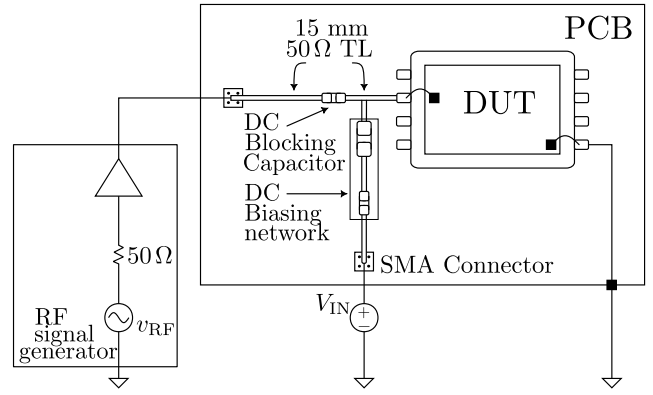 PCB
15 mm
50 Ω TL
DUT
DC
Blocking
Capacitor
DC
Biasing
network
SMA Connector
50 Ω
V_IN
+
−
RF
signal
generator
v_RF